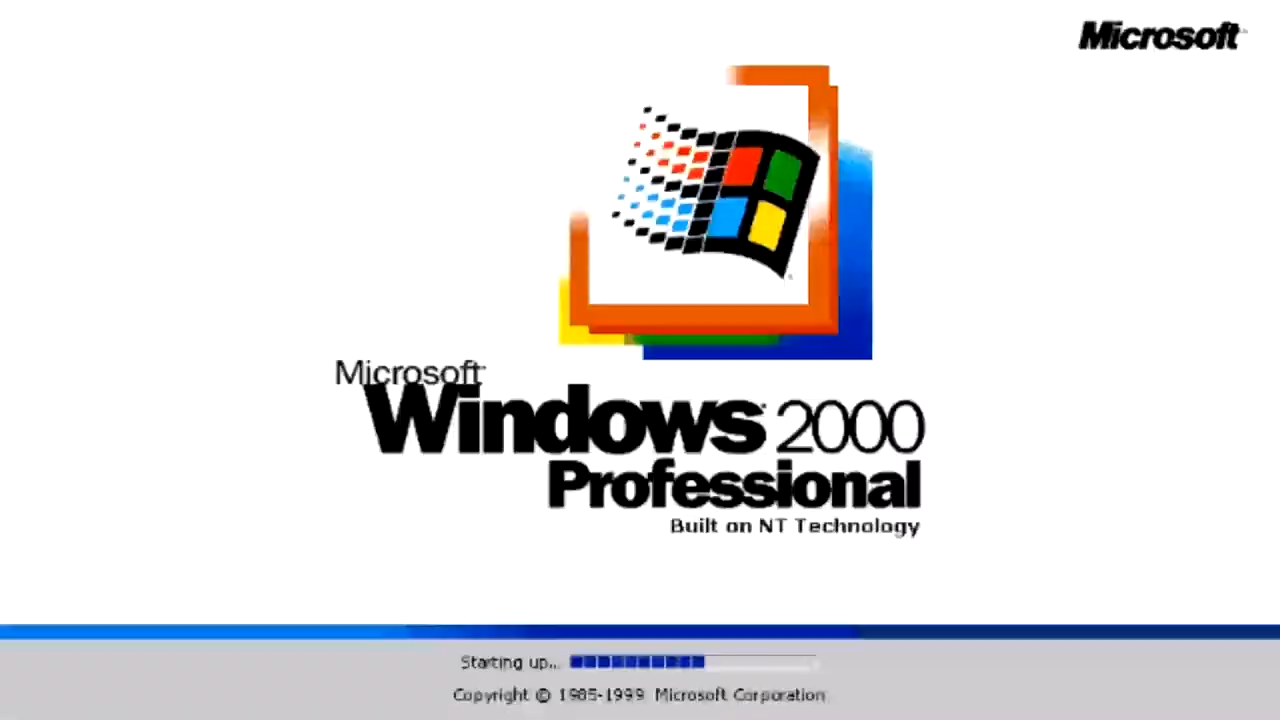 Microsoft
Microsoft
Windows 2000
Professional
Built on NT Technology
Starting up...
Copyright © 1985-1999 Microsoft Corporation